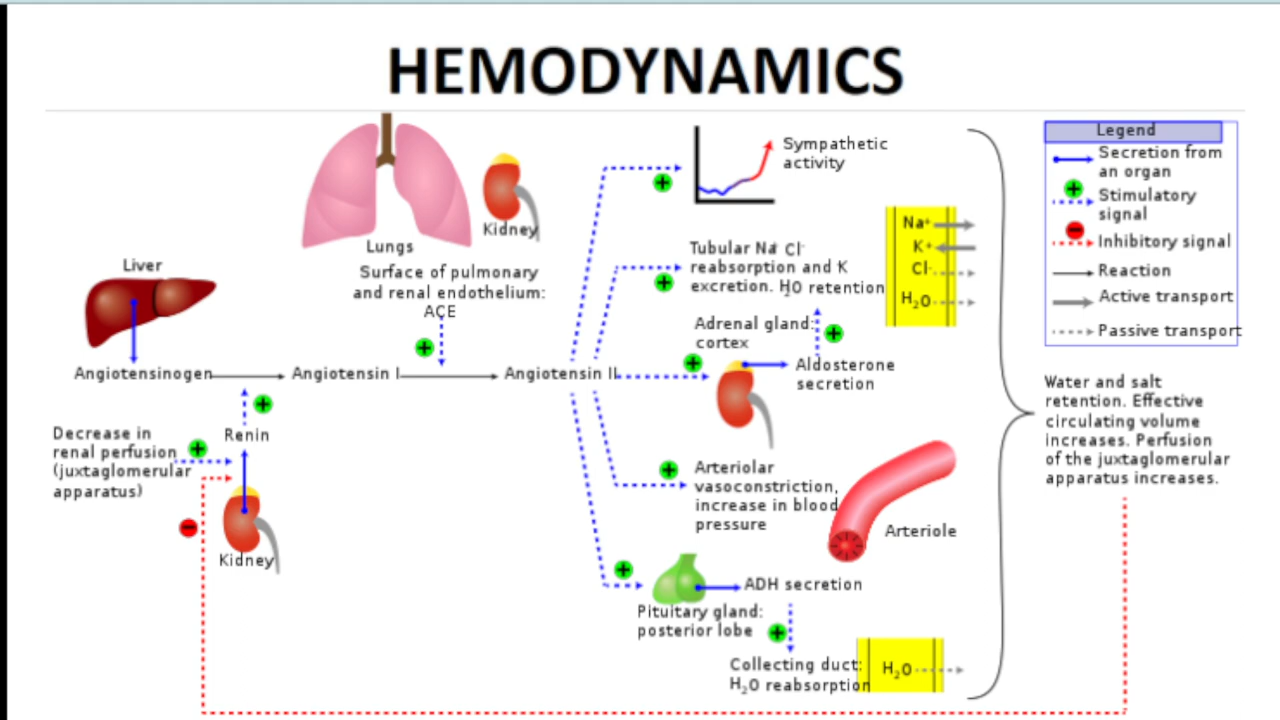 HEMODYNAMICS
Liver
Lungs
Kidney
Surface of pulmonary
and renal endothelium:
ACE
Angiotensinogen
Angiotensin I
Angiotensin II
Decrease in
renal perfusion
(juxtaglomerular
apparatus)
Renin
Kidney
Sympathetic
activity
Tubular Na⁺ Cl⁻
reabsorption and K
excretion. H₂O retention
Na⁺
K⁺
Cl⁻
H₂O
Adrenal gland:
cortex
Aldosterone
secretion
Arteriolar
vasoconstriction,
increase in blood
pressure
Arteriole
ADH secretion
Pituitary gland:
posterior lobe
Collecting duct:
H₂O reabsorption
H₂O
Legend
Secretion from
an organ
Stimulatory
signal
Inhibitory signal
Reaction
Active transport
Passive transport
Water and salt
retention. Effective
circulating volume
increases. Perfusion
of the juxtaglomerular
apparatus increases.